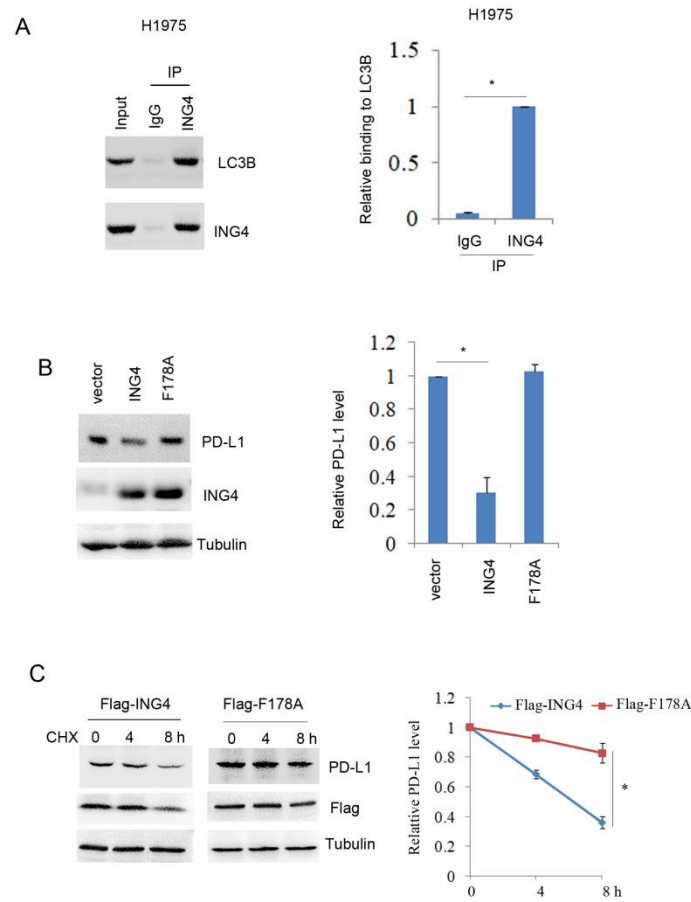 A
H1975
IP
Input
IgG
ING4
LC3B
ING4
H1975
Relative binding to LC3B
1.5
1
0.5
0
*
IgG ING4
IP
B
vector
ING4
F178A
PD-L1
ING4
Tubulin
Relative PD-L1 level
1.2
1
0.8
0.6
0.4
0.2
0
*
vector
ING4
F178A
C
Flag-ING4 Flag-F178A
CHX 0 4 8 h 0 4 8 h
PD-L1
Flag
Tubulin
Relattive PD-L1 level
1.2
1
0.8
0.6
0.4
0.2
0
Flag-ING4 Flag-F178A
*
0 4 8 h